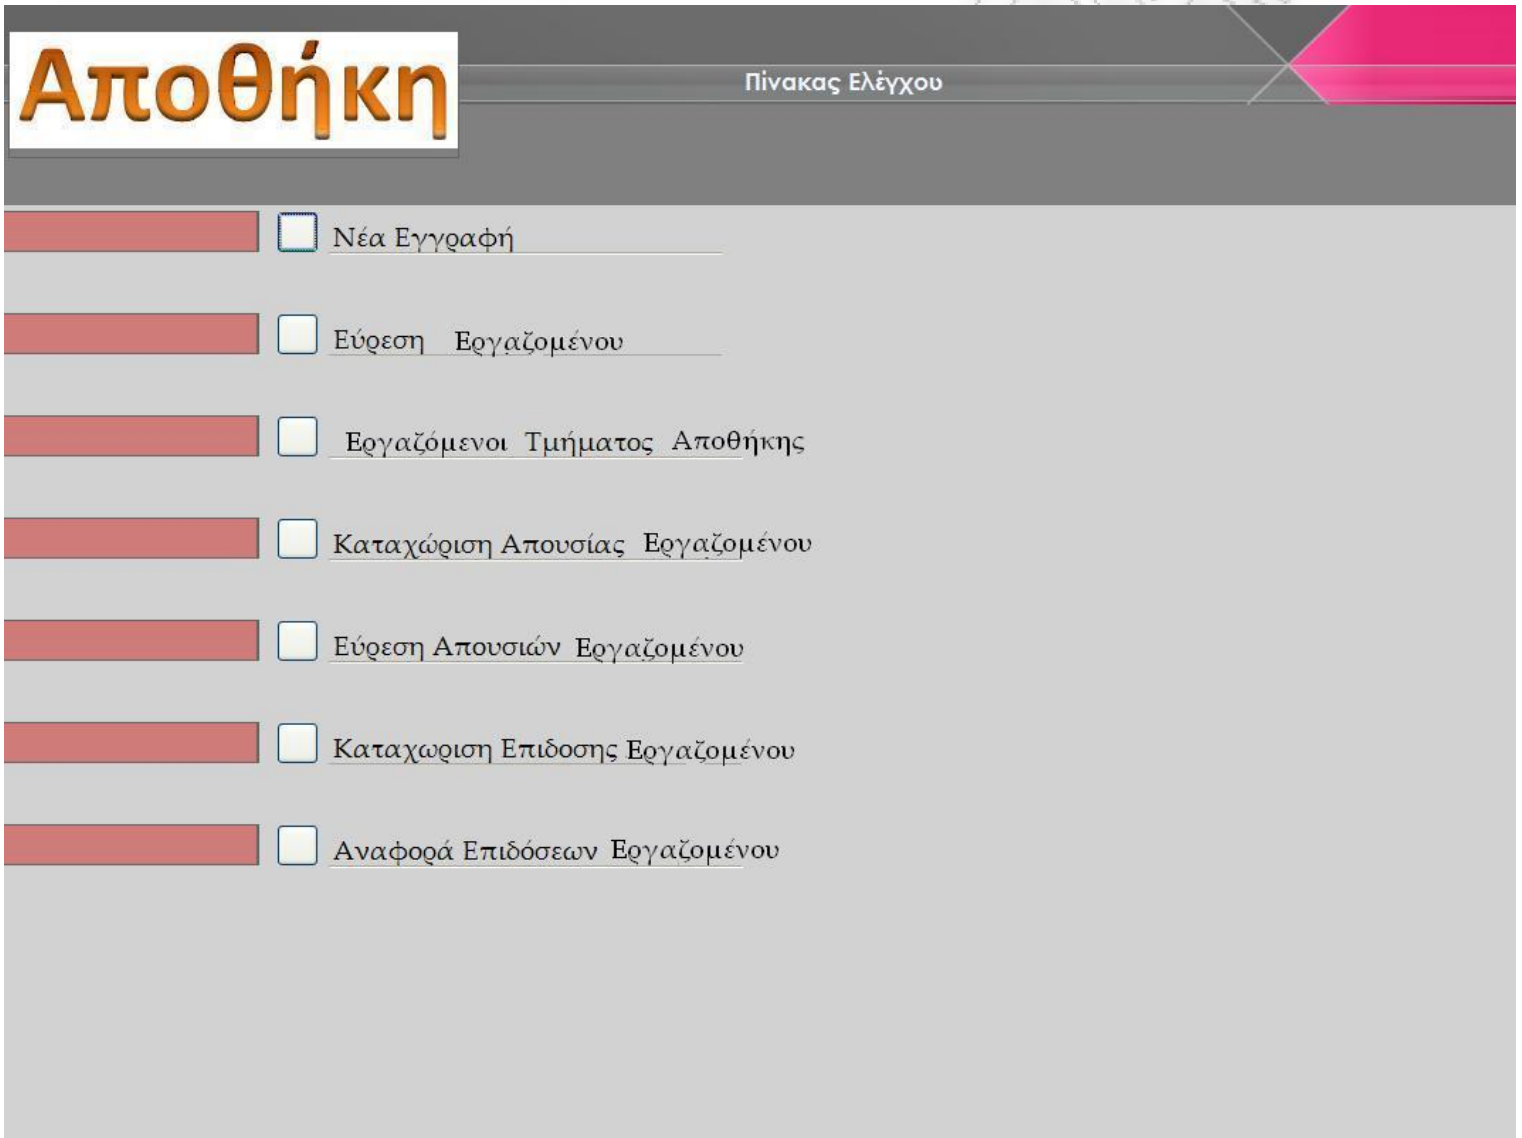 Αποθήκη
Πίνακας Ελέγχου
Νέα Εγγραφή
Εύρεση Εργαζομένου
Εργαζόμενοι Τμήματος Αποθήκης
Καταχώριση Απουσίας Εργαζομένου
Εύρεση Απουσιών Εργαζομένου
Καταχωριση Επιδοσης Εργαζομένου
Αναφορά Επιδόσεων Εργαζομένου